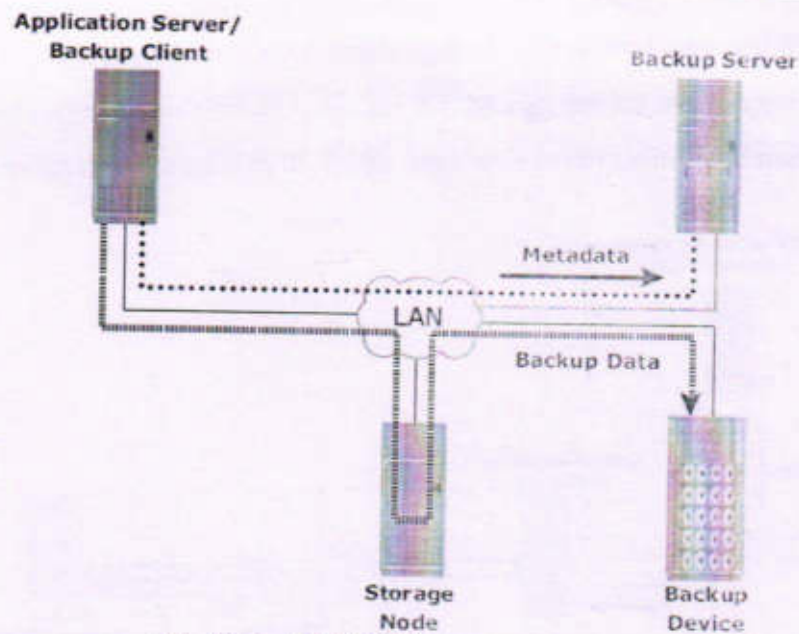 Application Server/
Backup Client
Backup Server
Metadata
LAN
Backup Data
Storage
Node
Backup
Device